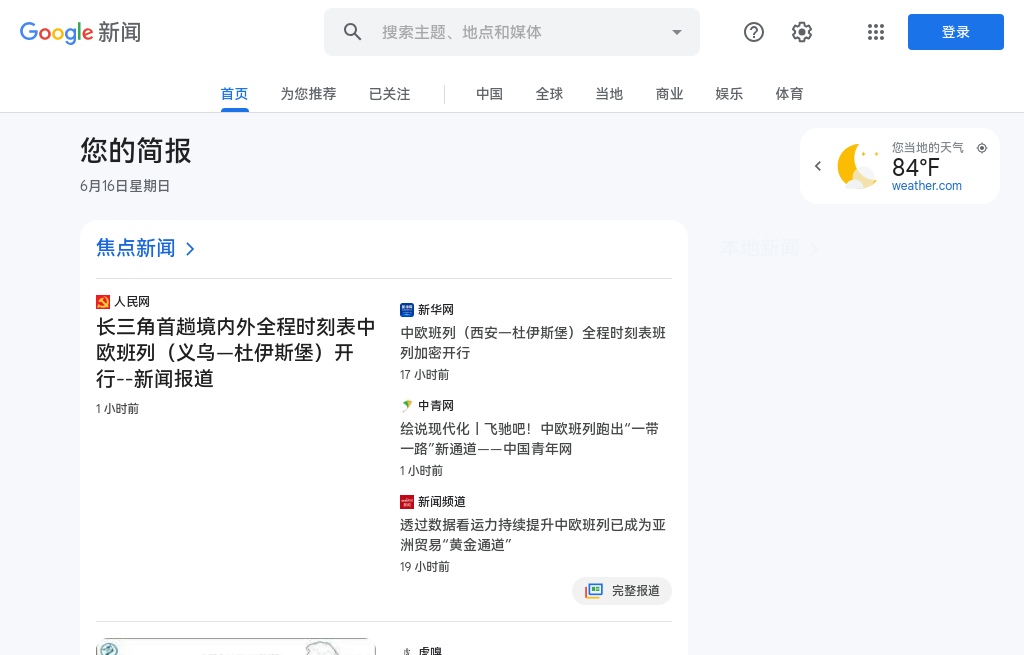 Google 新闻
搜索主题、地点和媒体
登录
首页 为您推荐 已关注 中国 全球 当地 商业 娱乐 体育
您的简报
6月16日星期日
您当地的天气
84°F
weather.com
焦点新闻
本地新闻
人民网
长三角首趟境内外全程时刻表中
欧班列（义乌—杜伊斯堡）开
行--新闻报道
1 小时前
新华网
中欧班列（西安—杜伊斯堡）全程时刻表班
列加密开行
17 小时前
中青网
绘说现代化丨飞驰吧！中欧班列跑出“一带
一路”新通道——中国青年网
1 小时前
新闻频道
透过数据看运力持续提升中欧班列已成为亚
洲贸易“黄金通道”
19 小时前
完整报道
虎嗅